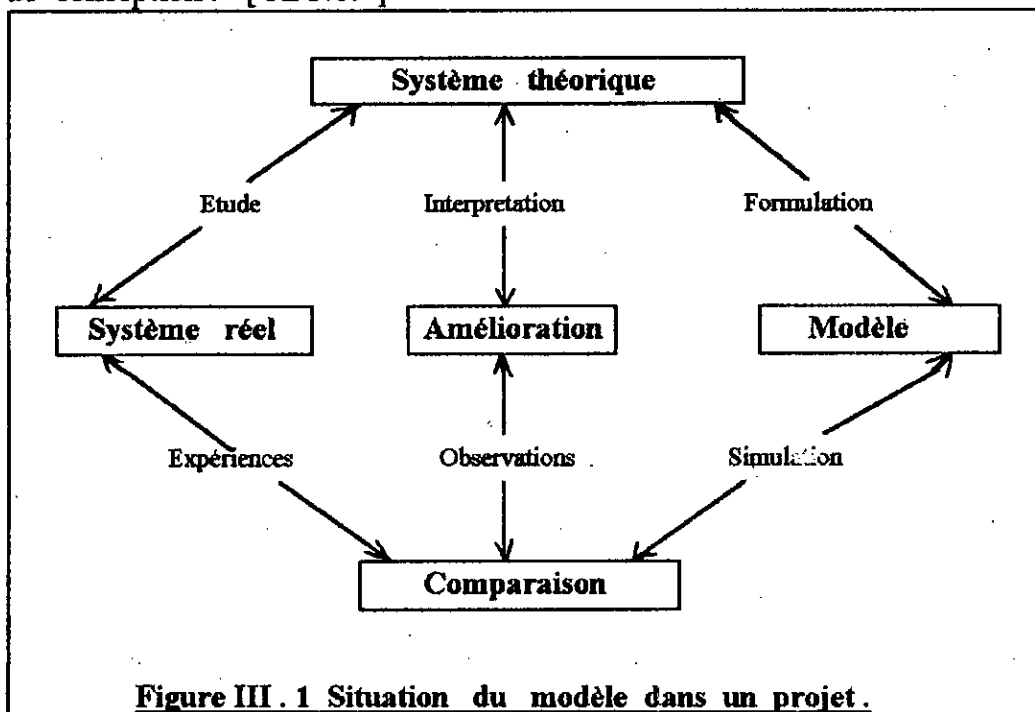 Système théorique
Etude Interpretation Formulation
Système réel Amélioration Modèle
Expériences Observations Simulation
Comparaison
Figure III . 1 Situation du modèle dans un projet .